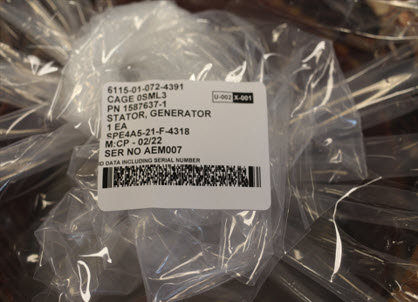 6115-01-072-4391
CAGE 0SML3
U-002 X-001
PN 1587637-1
STATOR, GENERATOR
1 EA
SPE4A5-21-F-4318
M:CP - 02/22
SER NO AEM007
ID DATA INCLUDING SERIAL NUMBER